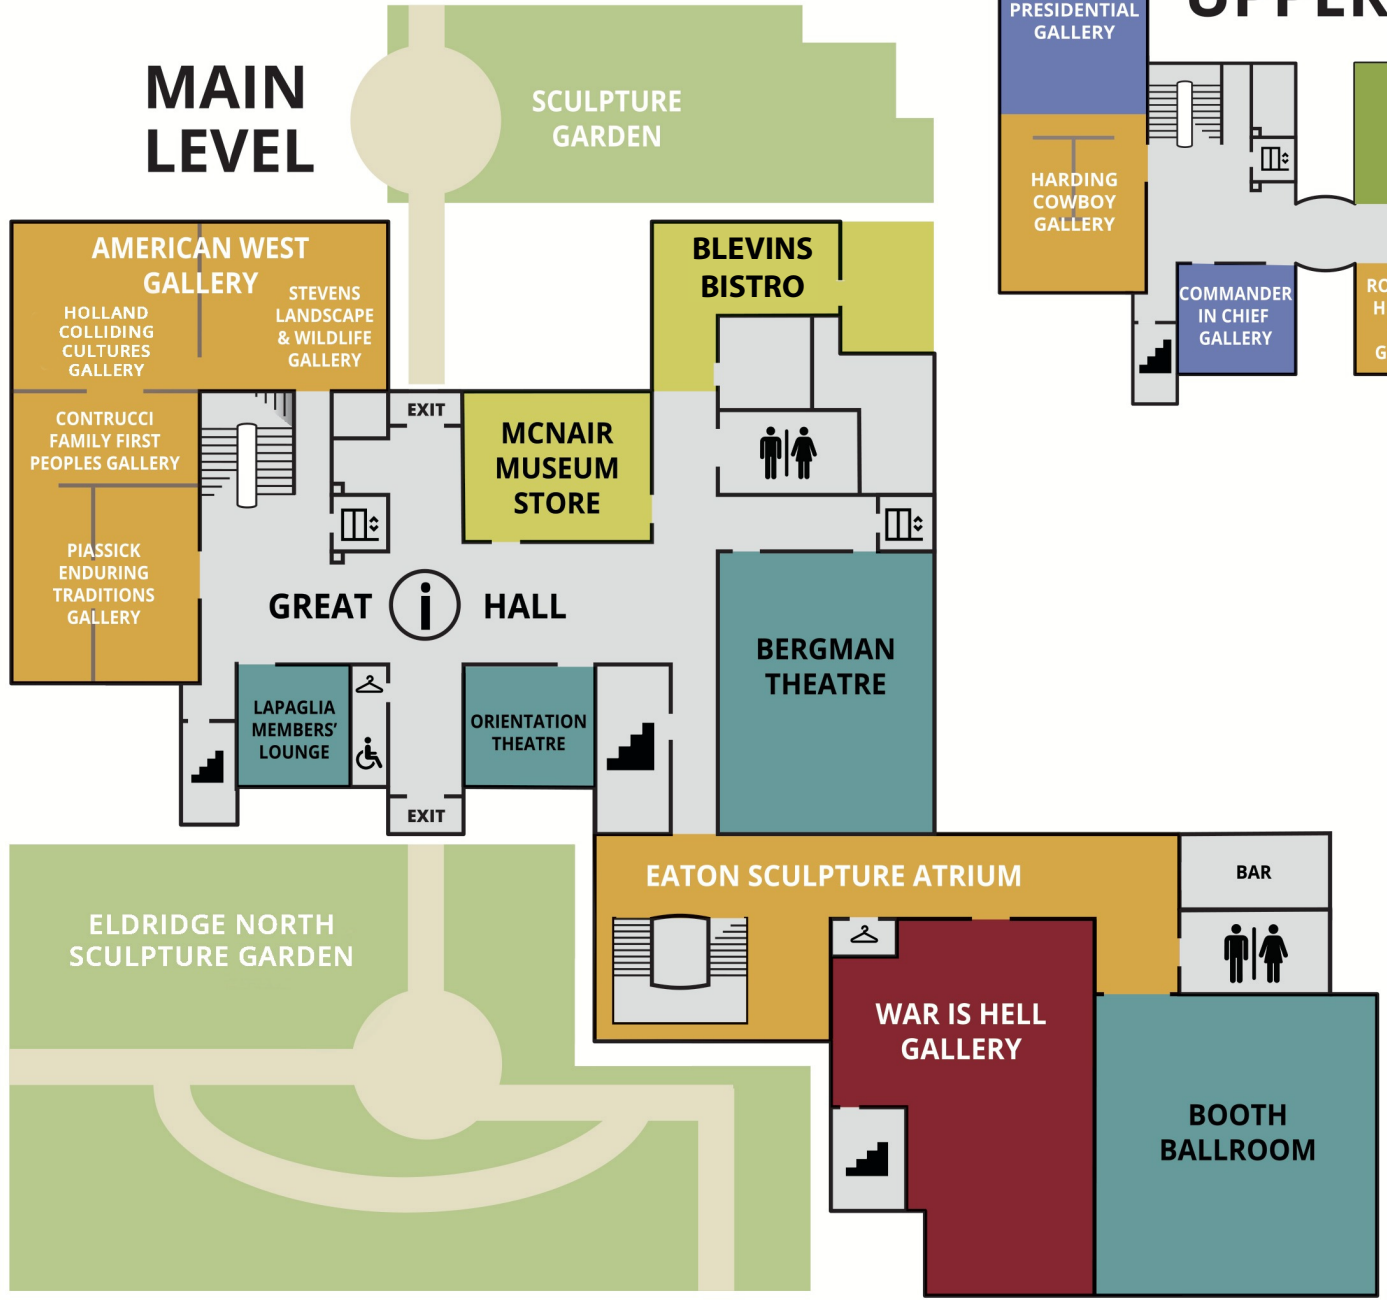 MAIN
LEVEL
SCULPTURE
GARDEN
AMERICAN WEST
GALLERY
HOLLAND
COLLIDING
CULTURES
GALLERY
STEVENS
LANDSCAPE
& WILDLIFE
GALLERY
CONTRUCCI
FAMILY FIRST
PEOPLES GALLERY
PIASSICK
ENDURING
TRADITIONS
GALLERY
EXIT
MCNAIR
MUSEUM
STORE
BLEVINS
BISTRO
GREAT i HALL
LAPAGLIA
MEMBERS’
LOUNGE
ORIENTATION
THEATRE
BERGMAN
THEATRE
EXIT
ELDRIDGE NORTH
SCULPTURE GARDEN
EATON SCULPTURE ATRIUM
BAR
WAR IS HELL
GALLERY
BOOTH
BALLROOM
UPPER
PRESIDENTIAL
GALLERY
HARDING
COWBOY
GALLERY
COMMANDER
IN CHIEF
GALLERY
RO
H
G